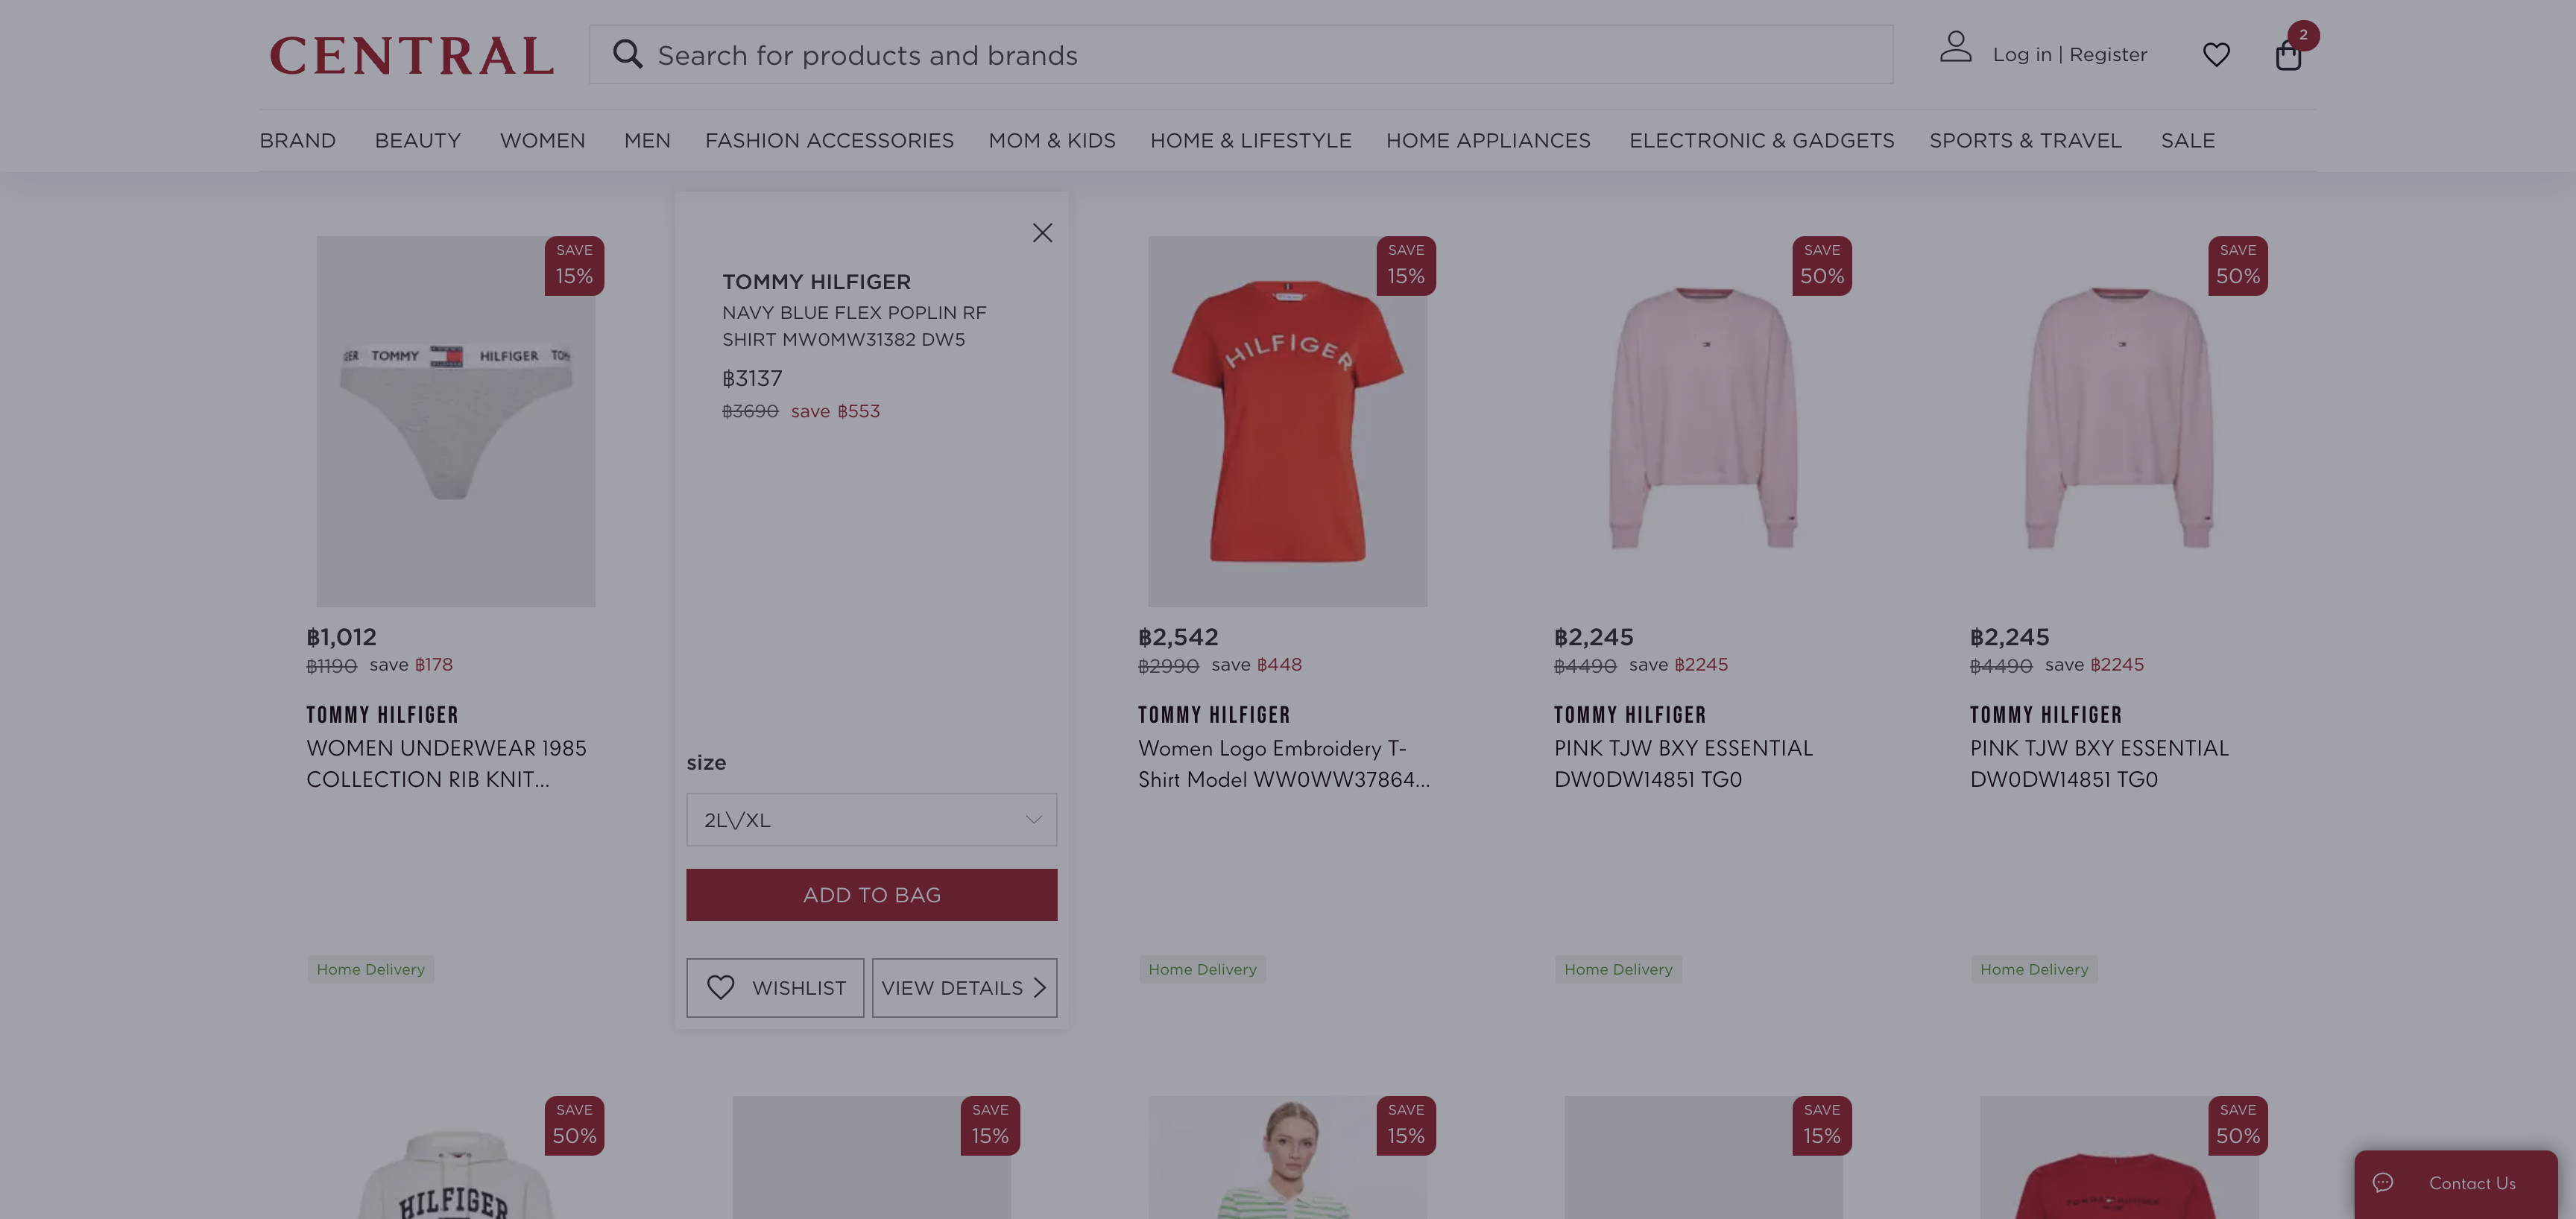 CENTRAL
Search for products and brands
Log in | Register
2
BRAND BEAUTY WOMEN MEN FASHION ACCESSORIES MOM & KIDS HOME & LIFESTYLE HOME APPLIANCES ELECTRONIC & GADGETS SPORTS & TRAVEL SALE
SAVE
15%
TOMMY HILFIGER
฿1,012
฿1190 save ฿178
TOMMY HILFIGER
WOMEN UNDERWEAR 1985
COLLECTION RIB KNIT...
Home Delivery
TOMMY HILFIGER
NAVY BLUE FLEX POPLIN RF
SHIRT MW0MW31382 DW5
฿3137
฿3690 save ฿553
size
2L\/XL
ADD TO BAG
WISHLIST
VIEW DETAILS
SAVE
15%
HILFIGER
฿2,542
฿2990 save ฿448
TOMMY HILFIGER
Women Logo Embroidery T-
Shirt Model WW0WW37864...
Home Delivery
SAVE
50%
฿2,245
฿4490 save ฿2245
TOMMY HILFIGER
PINK TJW BXY ESSENTIAL
DW0DW14851 TG0
Home Delivery
SAVE
50%
฿2,245
฿4490 save ฿2245
TOMMY HILFIGER
PINK TJW BXY ESSENTIAL
DW0DW14851 TG0
Home Delivery
SAVE
50%
HILFIGER
SAVE
15%
SAVE
15%
SAVE
15%
SAVE
50%
Contact Us